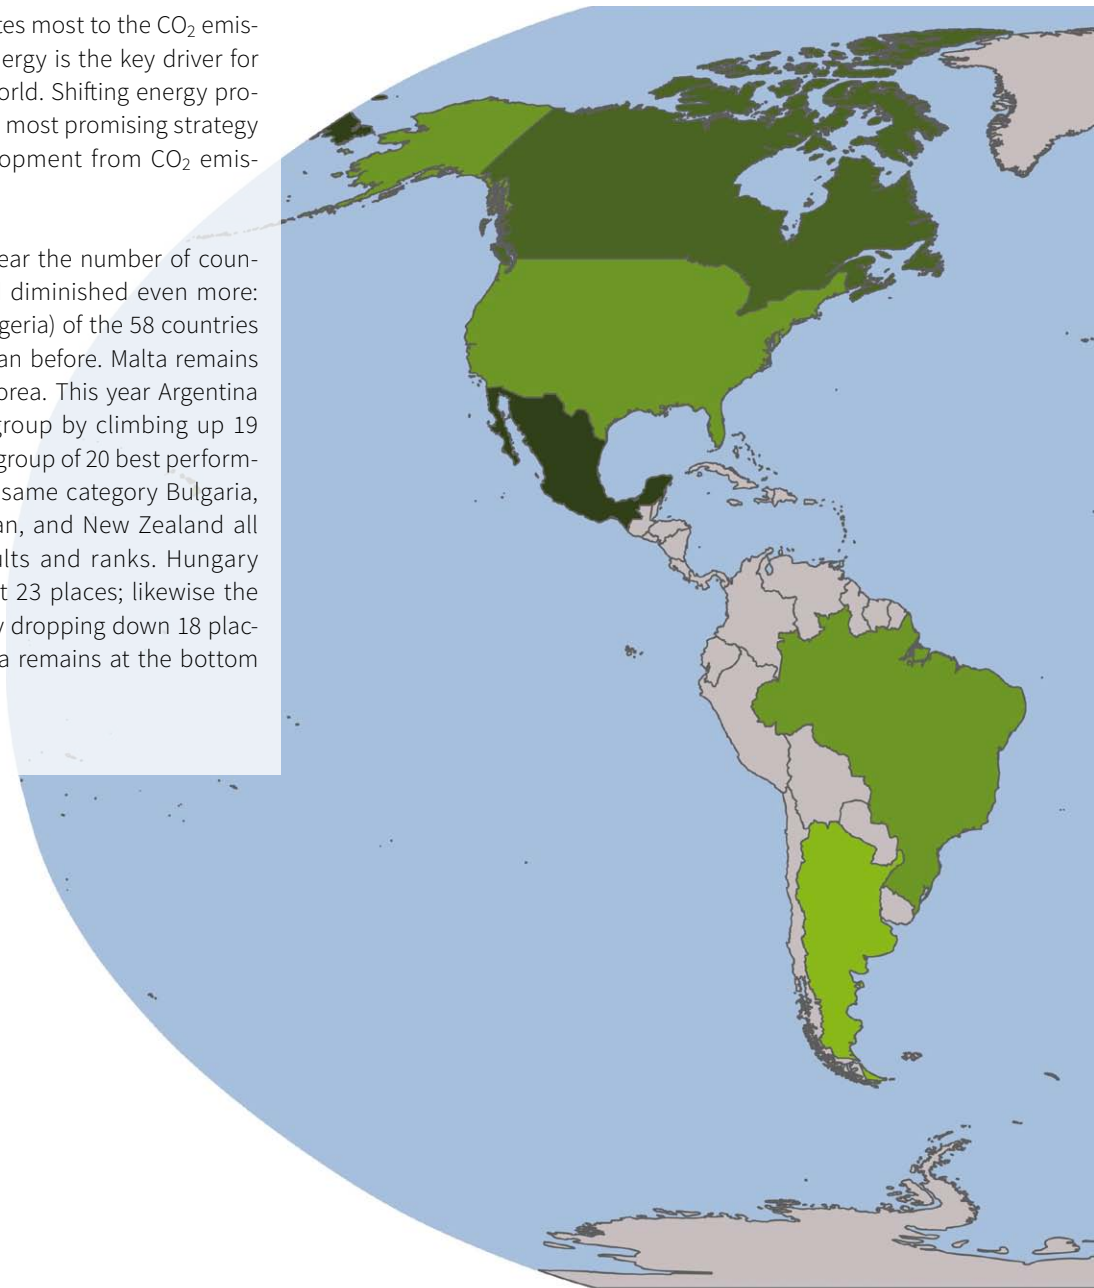 tes most to the CO₂ emis-
ergy is the key driver for
orld. Shifting energy pro-
most promising strategy
opment from CO₂ emis-
ear the number of coun-
diminished even more:
geria) of the 58 countries
an before. Malta remains
orea. This year Argentina
group by climbing up 19
group of 20 best perform-
same category Bulgaria,
an, and New Zealand all
ults and ranks. Hungary
t 23 places; likewise the
y dropping down 18 plac-
a remains at the bottom